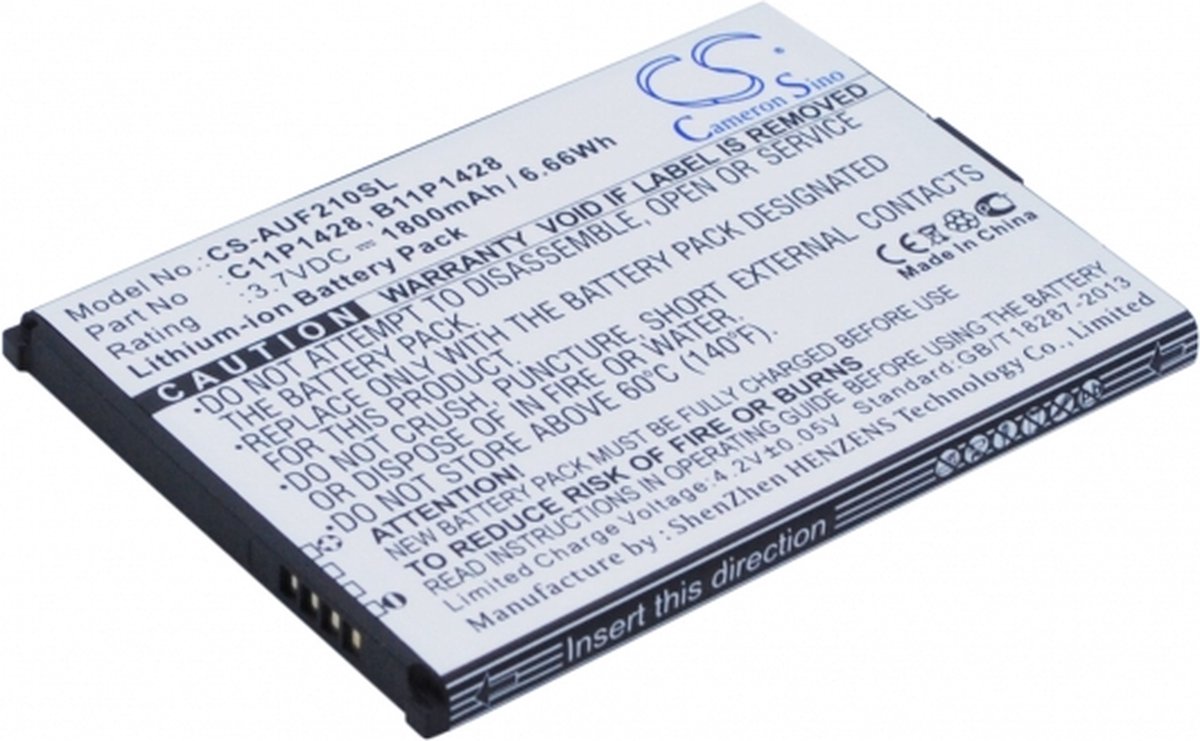 CS
Cameron Sino
Model No.: CS-AUF210SL
Part No :C11P1428, B11P1428
Rating :3.7VDC ⎓ 1800mAh / 6.66Wh
Lithium-ion Battery Pack
CAUTION WARRANTY VOID IF LABEL IS REMOVED
·DO NOT ATTEMPT TO DISASSEMBLE, OPEN OR SERVICE
THE BATTERY PACK.
·REPLACE ONLY WITH THE BATTERY PACK DESIGNATED
FOR THIS PRODUCT.
·DO NOT CRUSH, PUNCTURE, SHORT EXTERNAL CONTACTS
OR DISPOSE OF IN FIRE OR WATER.
·DO NOT EXPOSE ABOVE 60℃ (140℉).
ATTENTION!
NEW BATTERY PACK MUST BE FULLY CHARGED BEFORE USE.
TO REDUCE RISK OF FIRE OR BURNS
READ INSTRUCTIONS BEFORE OPERATING THE BATTERY
Limited Charge Voltage:4.2V±0.05V Standard:GB/T18287-2013
Manufacture by : ShenZhen HENZENS Technology Co., Limited
CE
Made In China
Insert this direction